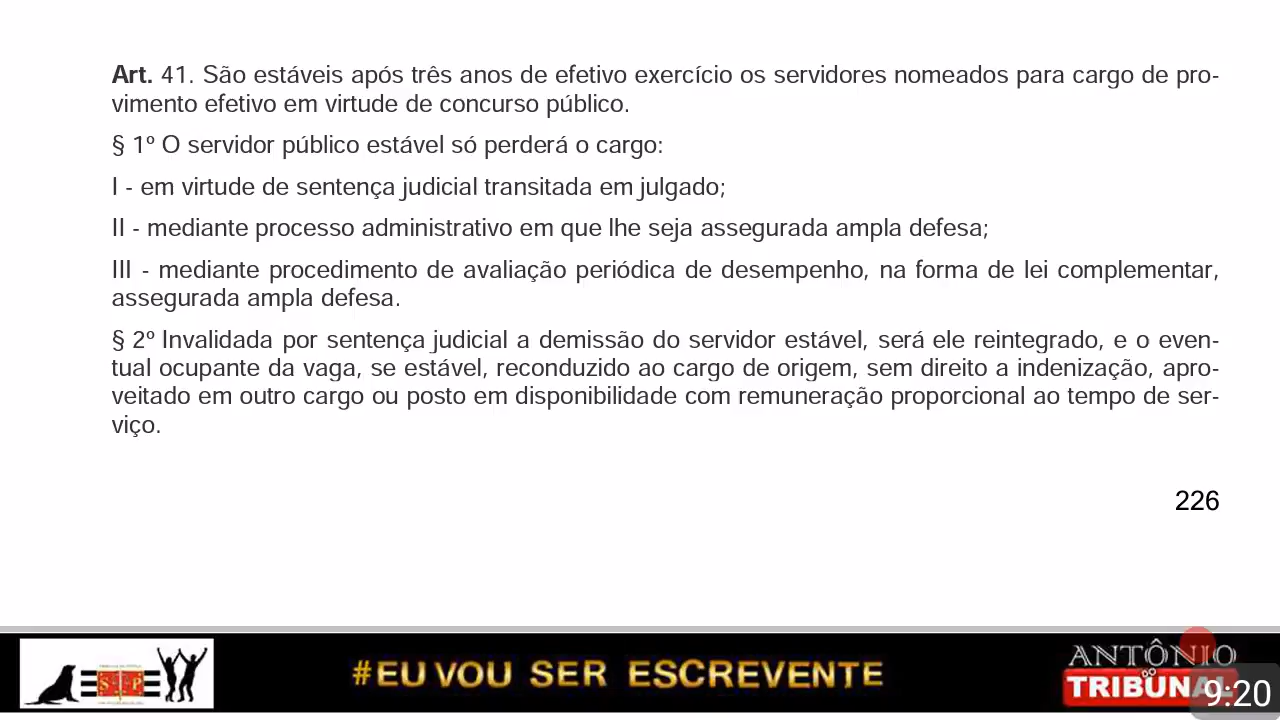 Art. 41. São estáveis após três anos de efetivo exercício os servidores nomeados para cargo de pro-
vimento efetivo em virtude de concurso público.
§ 1º O servidor público estável só perderá o cargo:
I - em virtude de sentença judicial transitada em julgado;
II - mediante processo administrativo em que lhe seja assegurada ampla defesa;
III - mediante procedimento de avaliação periódica de desempenho, na forma de lei complementar,
assegurada ampla defesa.
§ 2º Invalidada por sentença judicial a demissão do servidor estável, será ele reintegrado, e o even-
tual ocupante da vaga, se estável, reconduzido ao cargo de origem, sem direito a indenização, apro-
veitado em outro cargo ou posto em disponibilidade com remuneração proporcional ao tempo de ser-
viço.
226
#EU VOU SER ESCREVENTE
ANTÔNIO
DO
TRIBUNAL
9:20